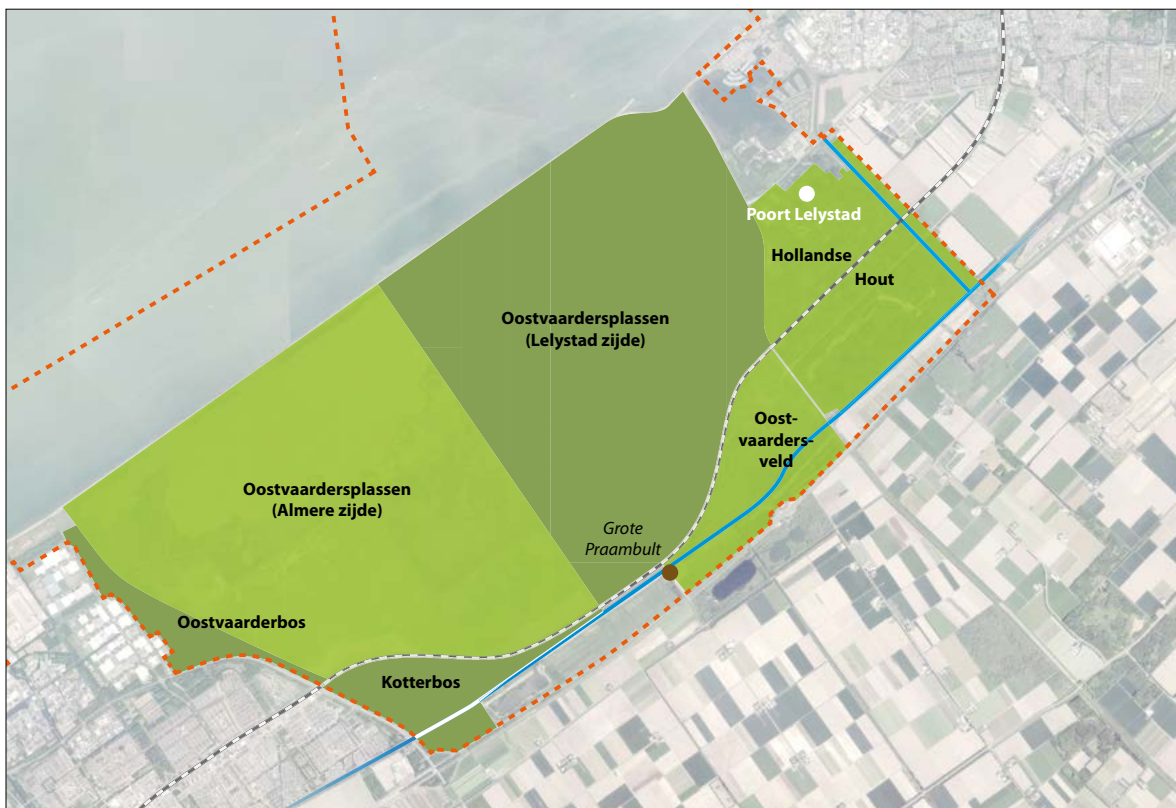 Poort Lelystad
Hollandse
Hout
Oostvaardersplassen
(Lelystad zijde)
Oost-
vaarders-
veld
Oostvaardersplassen
(Almere zijde)
Grote
Praambult
Oostvaarderbos
Kotterbos